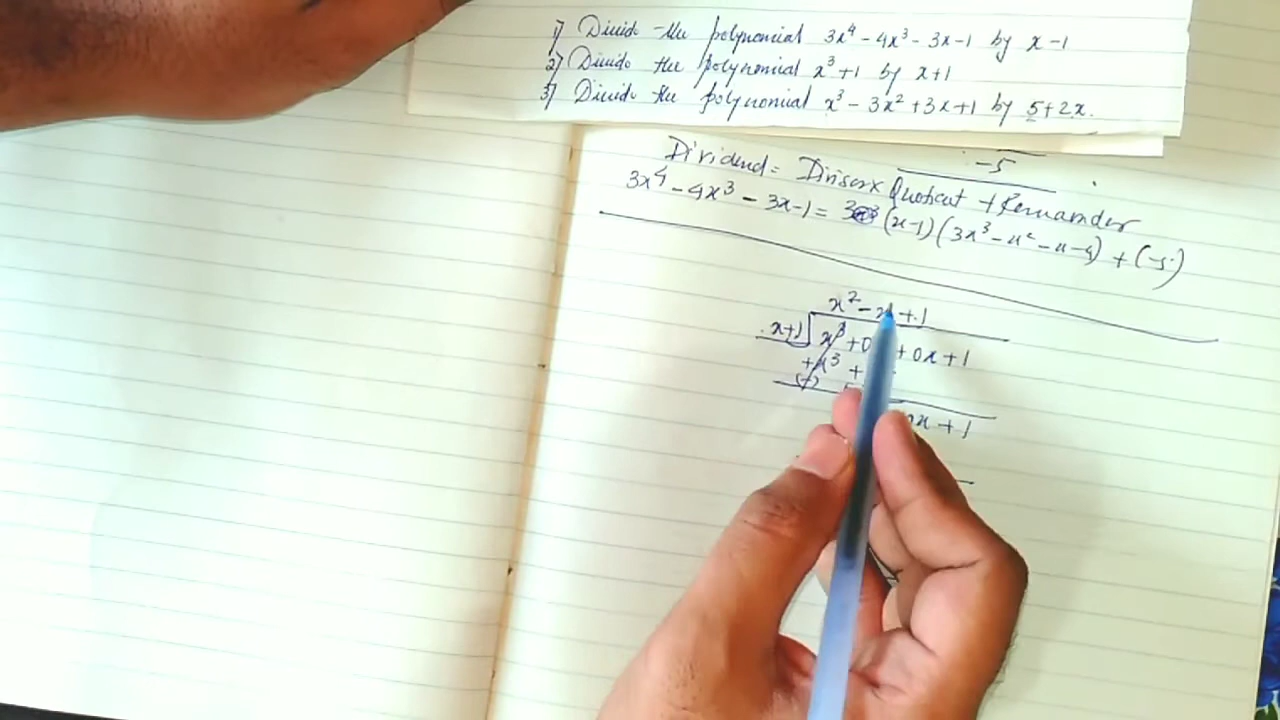 1) Divide the polynomial 3x⁴ - 4x³ - 3x - 1 by x - 1
2) Divide the polynomial x³ + 1 by x + 1
3) Divide the polynomial x³ - 3x² + 3x + 1 by 5 + 2x.
-5
Dividend = Divisor x Quotient + Remainder
3x⁴ - 4x³ - 3x - 1 = 3 (x-1) (3x³ - x² - x - 4) + (-5)
x² - x + 1
x+1 x³ + 0 + 0x + 1
+x³ +
(-)
0x + 1